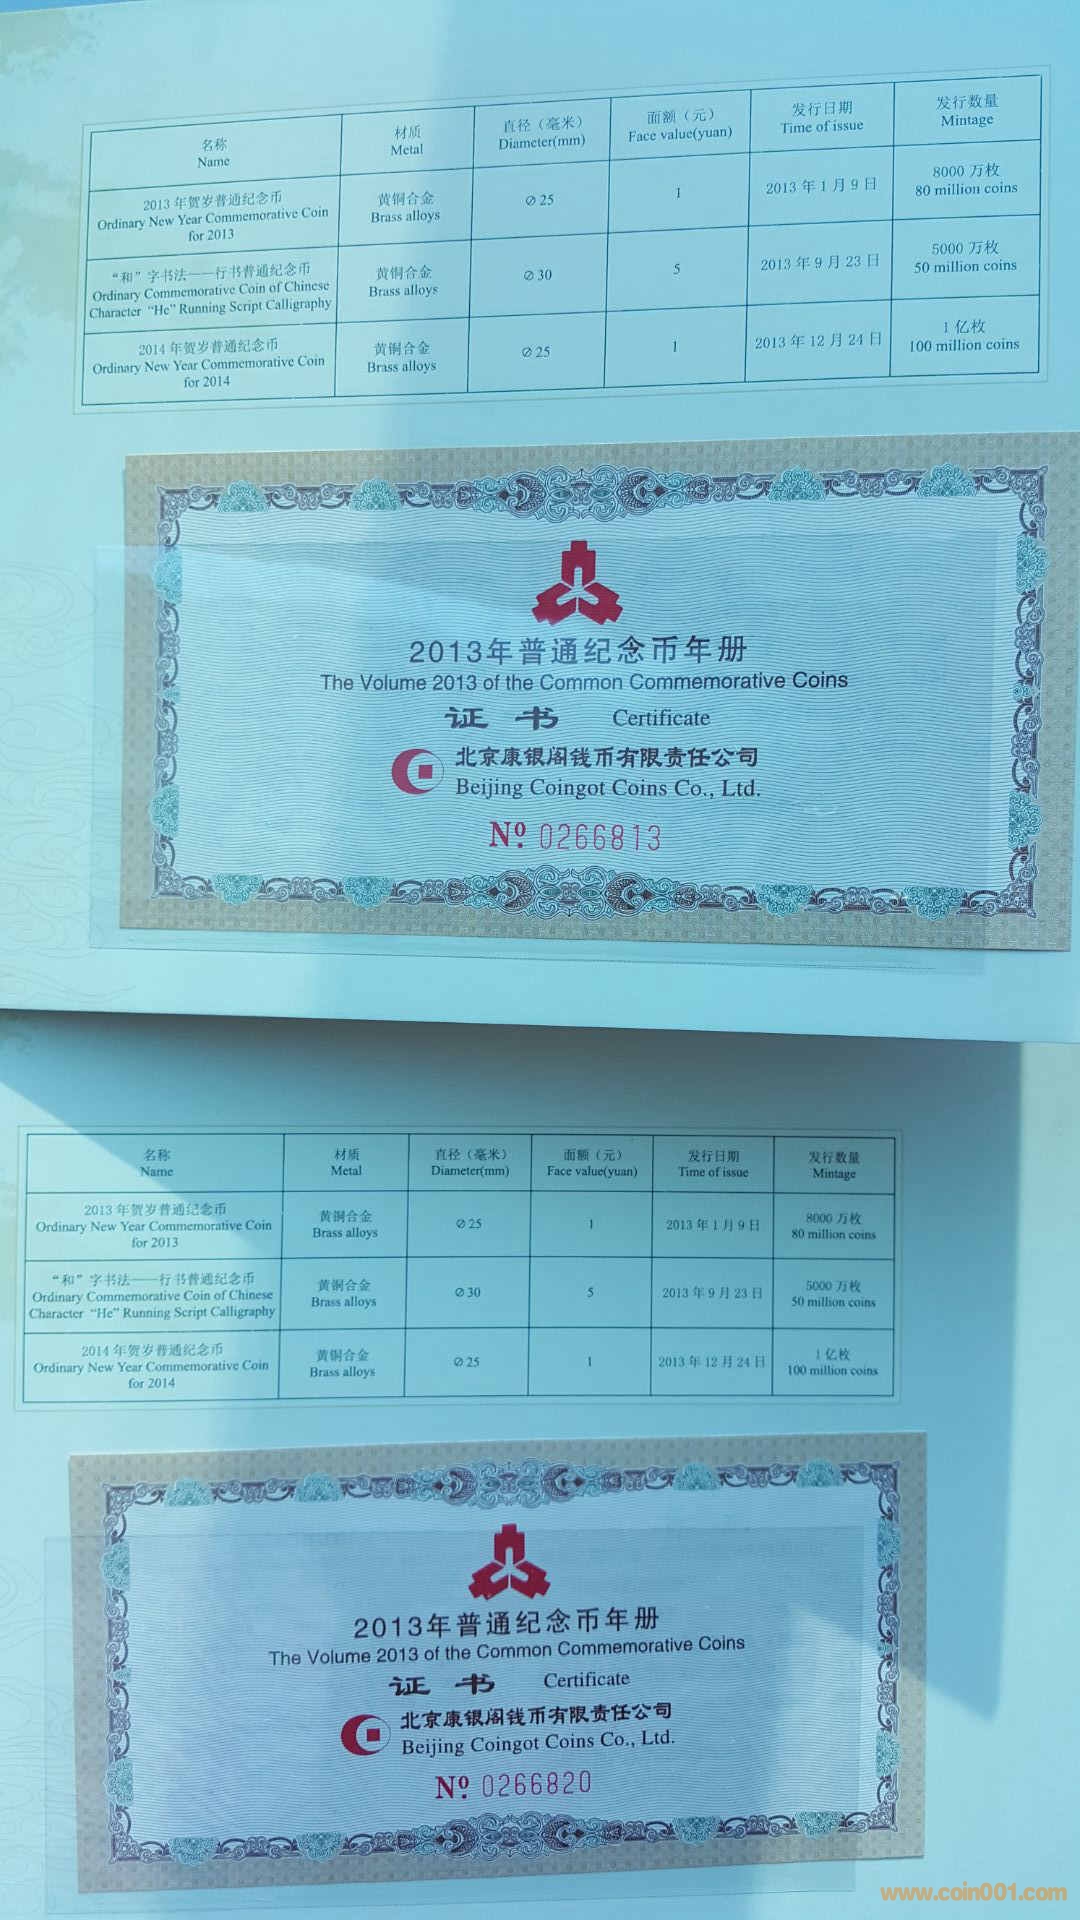 名称
Name
材质
Metal
直径（毫米）
Diameter(mm)
面额（元）
Face value(yuan)
发行日期
Time of issue
发行数量
Mintage
2013 年贺岁普通纪念币
Ordinary New Year Commemorative Coin
for 2013
黄铜合金
Brass alloys
∅ 25
1
2013 年 1 月 9 日
8000 万枚
80 million coins
“和”字书法——行书普通纪念币
Ordinary Commemorative Coin of Chinese
Character “He” Running Script Calligraphy
黄铜合金
Brass alloys
∅ 30
5
2013 年 9 月 23 日
5000 万枚
50 million coins
2014 年贺岁普通纪念币
Ordinary New Year Commemorative Coin
for 2014
黄铜合金
Brass alloys
∅ 25
1
2013 年 12 月 24 日
1 亿枚
100 million coins
2013年普通纪念币年册
The Volume 2013 of the Common Commemorative Coins
证 书 Certificate
北京康银阁钱币有限责任公司
Beijing Coingot Coins Co., Ltd.
Nº. 0266813
名称
Name
材质
Metal
直径（毫米）
Diameter(mm)
面额（元）
Face value(yuan)
发行日期
Time of issue
发行数量
Mintage
2013 年贺岁普通纪念币
Ordinary New Year Commemorative Coin
for 2013
黄铜合金
Brass alloys
∅ 25
1
2013 年 1 月 9 日
8000 万枚
80 million coins
“和”字书法——行书普通纪念币
Ordinary Commemorative Coin of Chinese
Character “He” Running Script Calligraphy
黄铜合金
Brass alloys
∅ 30
5
2013 年 9 月 23 日
5000 万枚
50 million coins
2014 年贺岁普通纪念币
Ordinary New Year Commemorative Coin
for 2014
黄铜合金
Brass alloys
∅ 25
1
2013 年 12 月 24 日
1 亿枚
100 million coins
2013年普通纪念币年册
The Volume 2013 of the Common Commemorative Coins
证 书 Certificate
北京康银阁钱币有限责任公司
Beijing Coingot Coins Co., Ltd.
Nº. 0266820
www.coin001.com